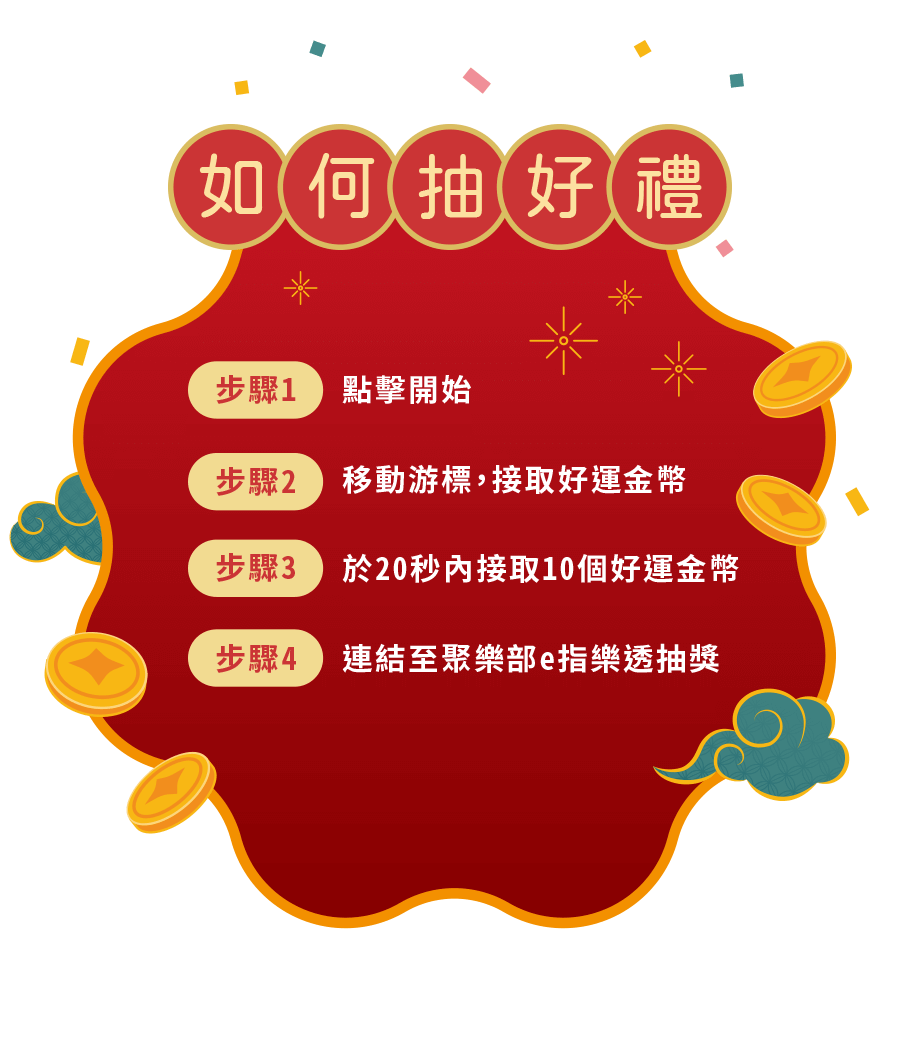 如何抽好禮
步驟1 點擊開始
步驟2 移動游標,接取好運金幣
步驟3 於20秒內接取10個好運金幣
步驟4 連結至聚樂部e指樂透抽獎